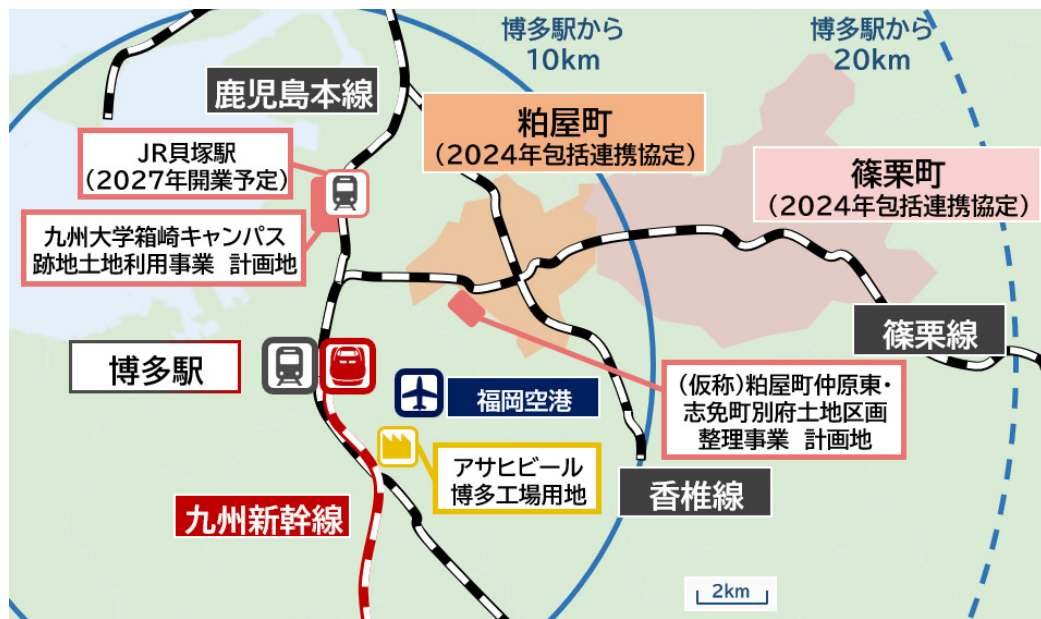 博多駅から
10km
博多駅から
20km
鹿児島本線
粕屋町
(2024年包括連携協定)
JR貝塚駅
(2027年開業予定)
篠栗町
(2024年包括連携協定)
九州大学箱崎キャンパス
跡地土地利用事業 計画地
篠栗線
博多駅
福岡空港
(仮称)粕屋町仲原東・
志免町別府土地区画
整理事業 計画地
アサヒビール
博多工場用地
香椎線
九州新幹線
2km